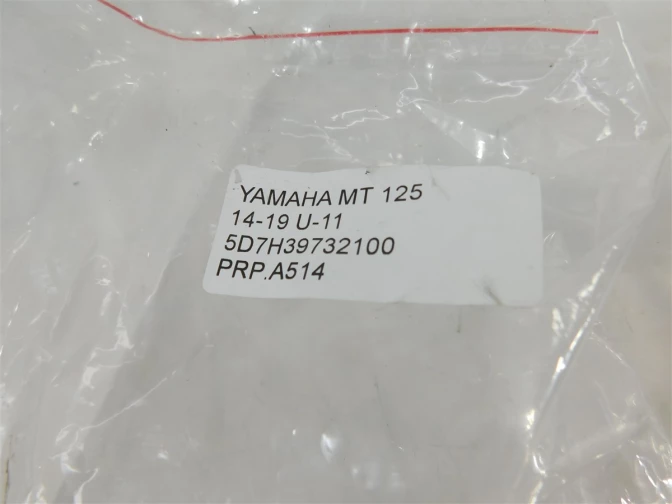 YAMAHA MT 125
14-19 U-11
5D7H39732100
PRP.A514